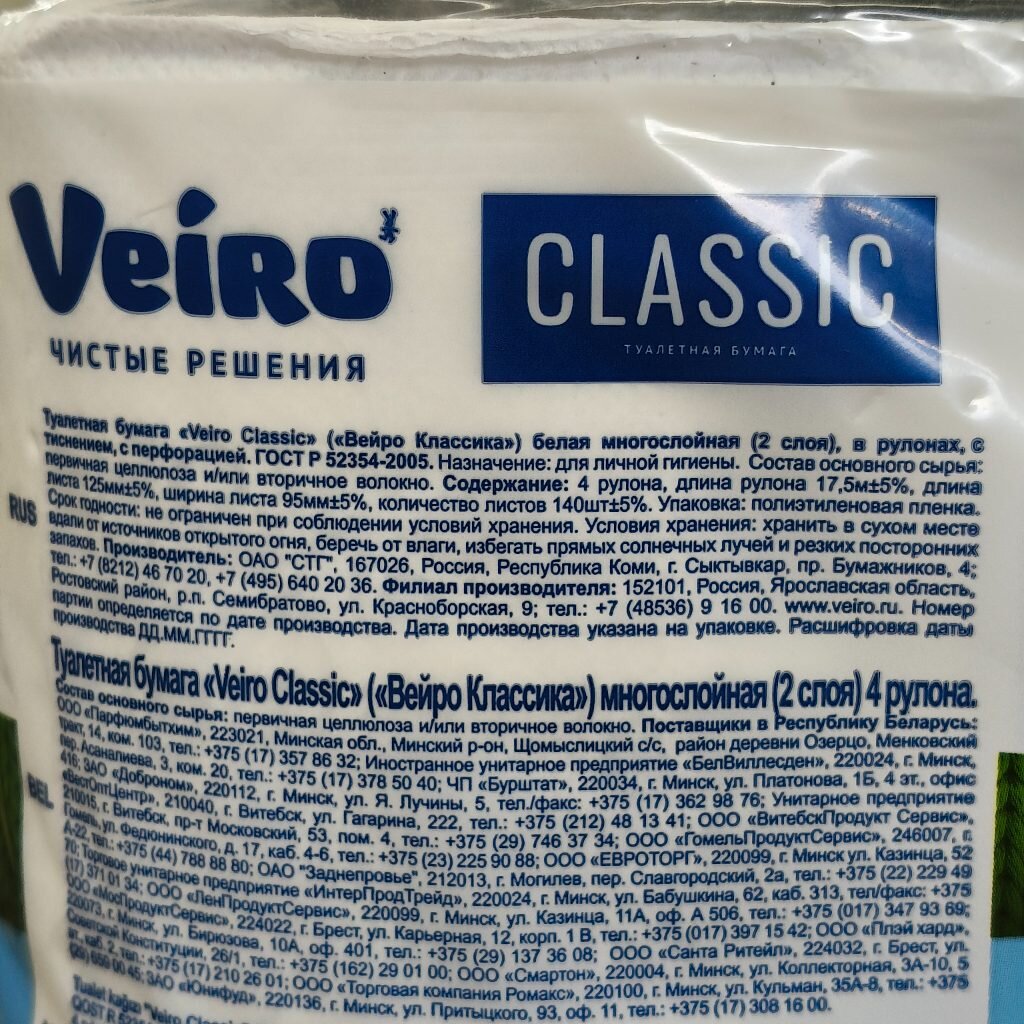 Veiro
ЧИСТЫЕ РЕШЕНИЯ
CLASSIC
ТУАЛЕТНАЯ БУМАГА
RUS
Туалетная бумага «Veiro Classic» («Вейро Классика») белая многослойная (2 слоя), в рулонах, с
тиснением, с перфорацией. ГОСТ Р 52354-2005. Назначение: для личной гигиены. Состав основного сырья:
первичная целлюлоза и/или вторичное волокно. Содержание: 4 рулона, длина рулона 17,5м±5%, длина
листа 125мм±5%, ширина листа 95мм±5%, количество листов 140шт±5%. Упаковка: полиэтиленовая пленка.
Срок годности: не ограничен при соблюдении условий хранения. Условия хранения: хранить в сухом месте
вдали от источников открытого огня, беречь от влаги, избегать прямых солнечных лучей и резких посторонних
запахов. Производитель: ОАО "СТГ", 167026, Россия, Республика Коми, г. Сыктывкар, пр. Бумажников, 4;
тел.: +7 (8212) 46 70 20, +7 (495) 640 20 36. Филиал производителя: 152101, Россия, Ярославская область,
Ростовский район, р.п. Семибратово, ул. Красноборская, 9; тел.: +7 (48536) 9 16 00. www.veiro.ru. Номер
партии определяется по дате производства. Дата производства указана на упаковке. Расшифровка даты
производства ДД.ММ.ГГГГ.
BEL
Туалетная бумага «Veiro Classic» («Вейро Классика») многослойная (2 слоя) 4 рулона.
Состав основного сырья: первичная целлюлоза и/или вторичное волокно. Поставщики в Республику Беларусь:
ООО «Парфюмбытхим», 223021, Минская обл., Минский р-он, Щомыслицкий с/с, район деревни Озерцо, Менковский
тракт, 14, ком. 103, тел.: +375 (17) 357 86 32; Иностранное унитарное предприятие «БелВиллесден», 220024, г. Минск,
пер. Асаналиева, 3, ком. 20, тел.: +375 (17) 378 50 40; ЧП «Бурштат», 220034, г. Минск, ул. Платонова, 1Б, 4 эт., офис
416; ЗАО «Доброном», 220112, г. Минск, ул. Я. Лучины, 5, тел./факс: +375 (17) 362 98 76; Унитарное предприятие
«ВестОптЦентр», 210040, г. Витебск, ул. Гагарина, 222, тел.: +375 (212) 48 13 41; ООО «ВитебскПродукт Сервис»,
210015, г. Витебск, пр-т Московский, 53, пом. 4, тел.: +375 (29) 746 37 34; ООО «ГомельПродуктСервис», 246007, г.
Гомель, ул. Федюнинского, д. 17, каб. 4-6, тел.: +375 (23) 225 90 88; ООО «ЕВРОТОРГ», 220099, г. Минск ул. Казинца, 52
А-22, тел.: +375 (44) 788 88 80; ОАО "Заднепровье", 212013, г. Могилев, пер. Славгородский, 2а, тел.: +375 (22) 229 49
70; Торговое унитарное предприятие «ИнтерПродТрейд», 220024, г. Минск, ул. Бабушкина, 62, каб. 313, тел/факс: +375
(17) 371 01 34; ООО «ЛенПродуктСервис», 220099, г. Минск, ул. Казинца, 11А, оф. А 506, тел.: +375 (017) 347 93 69;
ООО «МосПродуктСервис», 224022, г. Брест, ул. Карьерная, 12, корп. 1 В, тел.: +375 (017) 397 15 42; ООО «Плэй хард»,
220073, г. Минск, ул. Бирюзова, 10А, оф. 401, тел.: +375 (29) 137 36 08; ООО «Санта Ритейл», 224032, г. Брест, ул.
Советской Конституции, 26/1, тел.: +375 (162) 29 01 00; ООО «Смартон», 220004, г. Минск, ул. Коллекторная, 3А-10, 5
эт, каб. 2, тел.: +375 (17) 210 26 01; ООО «Торговая компания Ромакс», 220100, г. Минск, ул. Кульман, 35А-8, тел.: +375
(29) 659 00 45; ЗАО «Юнифуд», 220136, г. Минск, ул. Притыцкого, 93, оф. 11, тел.: +375 (17) 308 16 00.
Tualet kağızı "Veiro